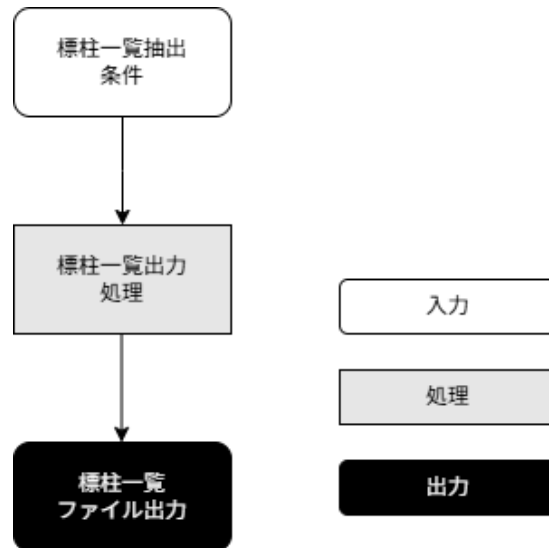 標柱一覧抽出
条件
標柱一覧出力
処理
標柱一覧
ファイル出力
入力
処理
出力